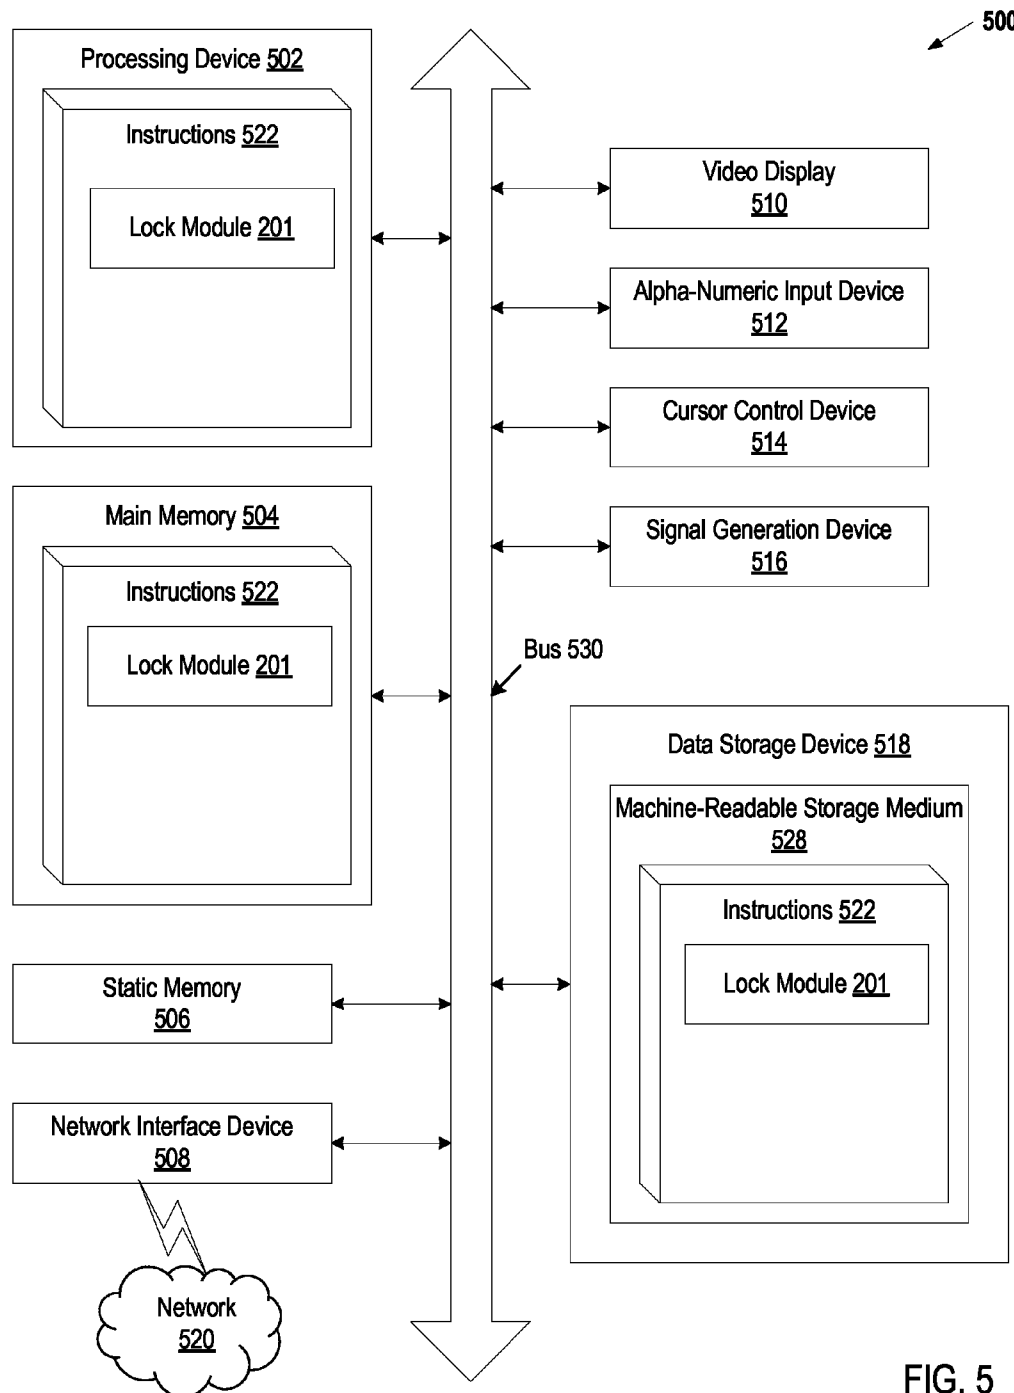 500
Processing Device 502
Instructions 522
Lock Module 201
Video Display
510
Alpha-Numeric Input Device
512
Cursor Control Device
514
Signal Generation Device
516
Main Memory 504
Instructions 522
Lock Module 201
Bus 530
Data Storage Device 518
Machine-Readable Storage Medium
528
Instructions 522
Lock Module 201
Static Memory
506
Network Interface Device
508
Network
520
FIG. 5